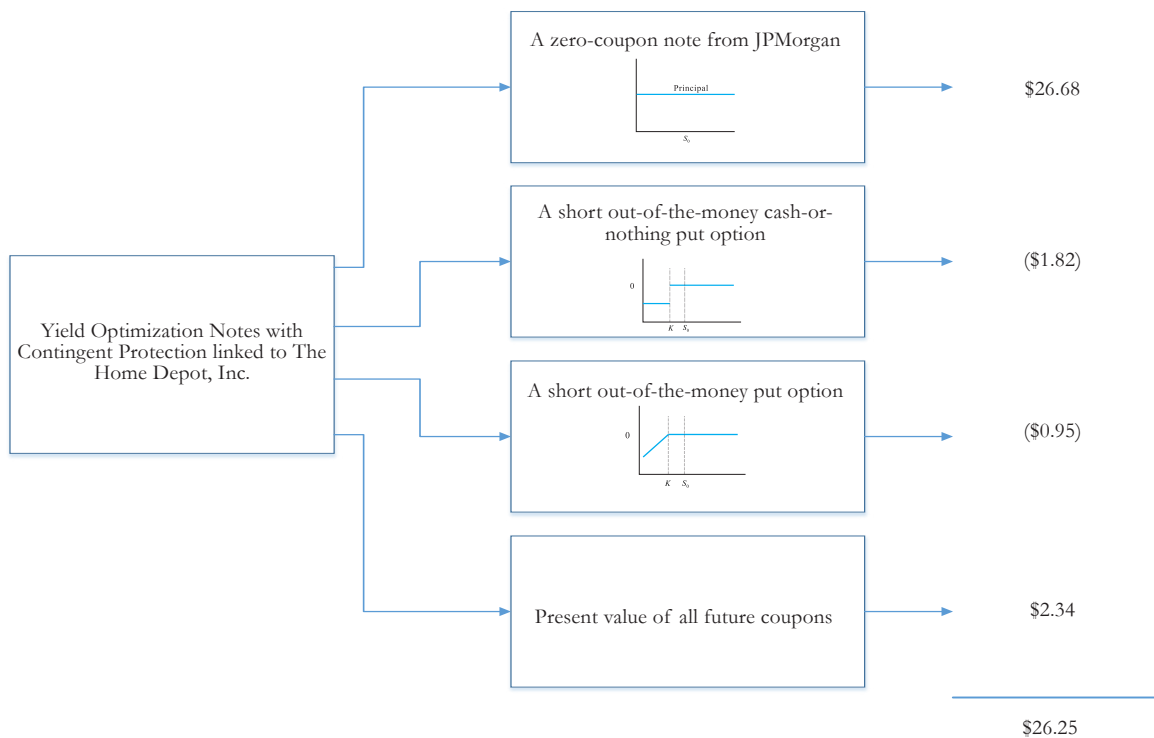 A zero-coupon note from JPMorgan
Principal
S₀
$26.68
A short out-of-the-money cash-or-
nothing put option
0
K S₀
($1.82)
Yield Optimization Notes with
Contingent Protection linked to The
Home Depot, Inc.
A short out-of-the-money put option
0
K S₀
($0.95)
Present value of all future coupons
$2.34
$26.25